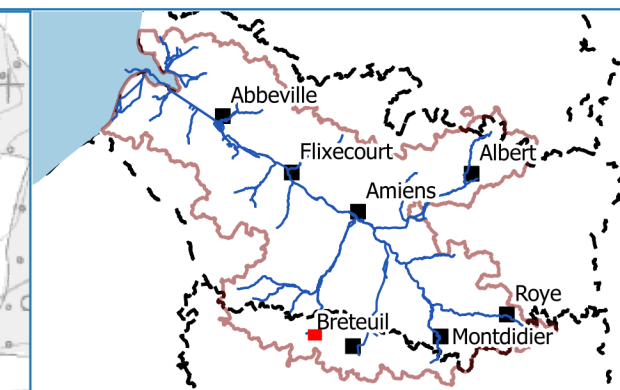 Abbeville
Flixecourt
Albert
Amiens
Roye
Breteuil
Montdidier